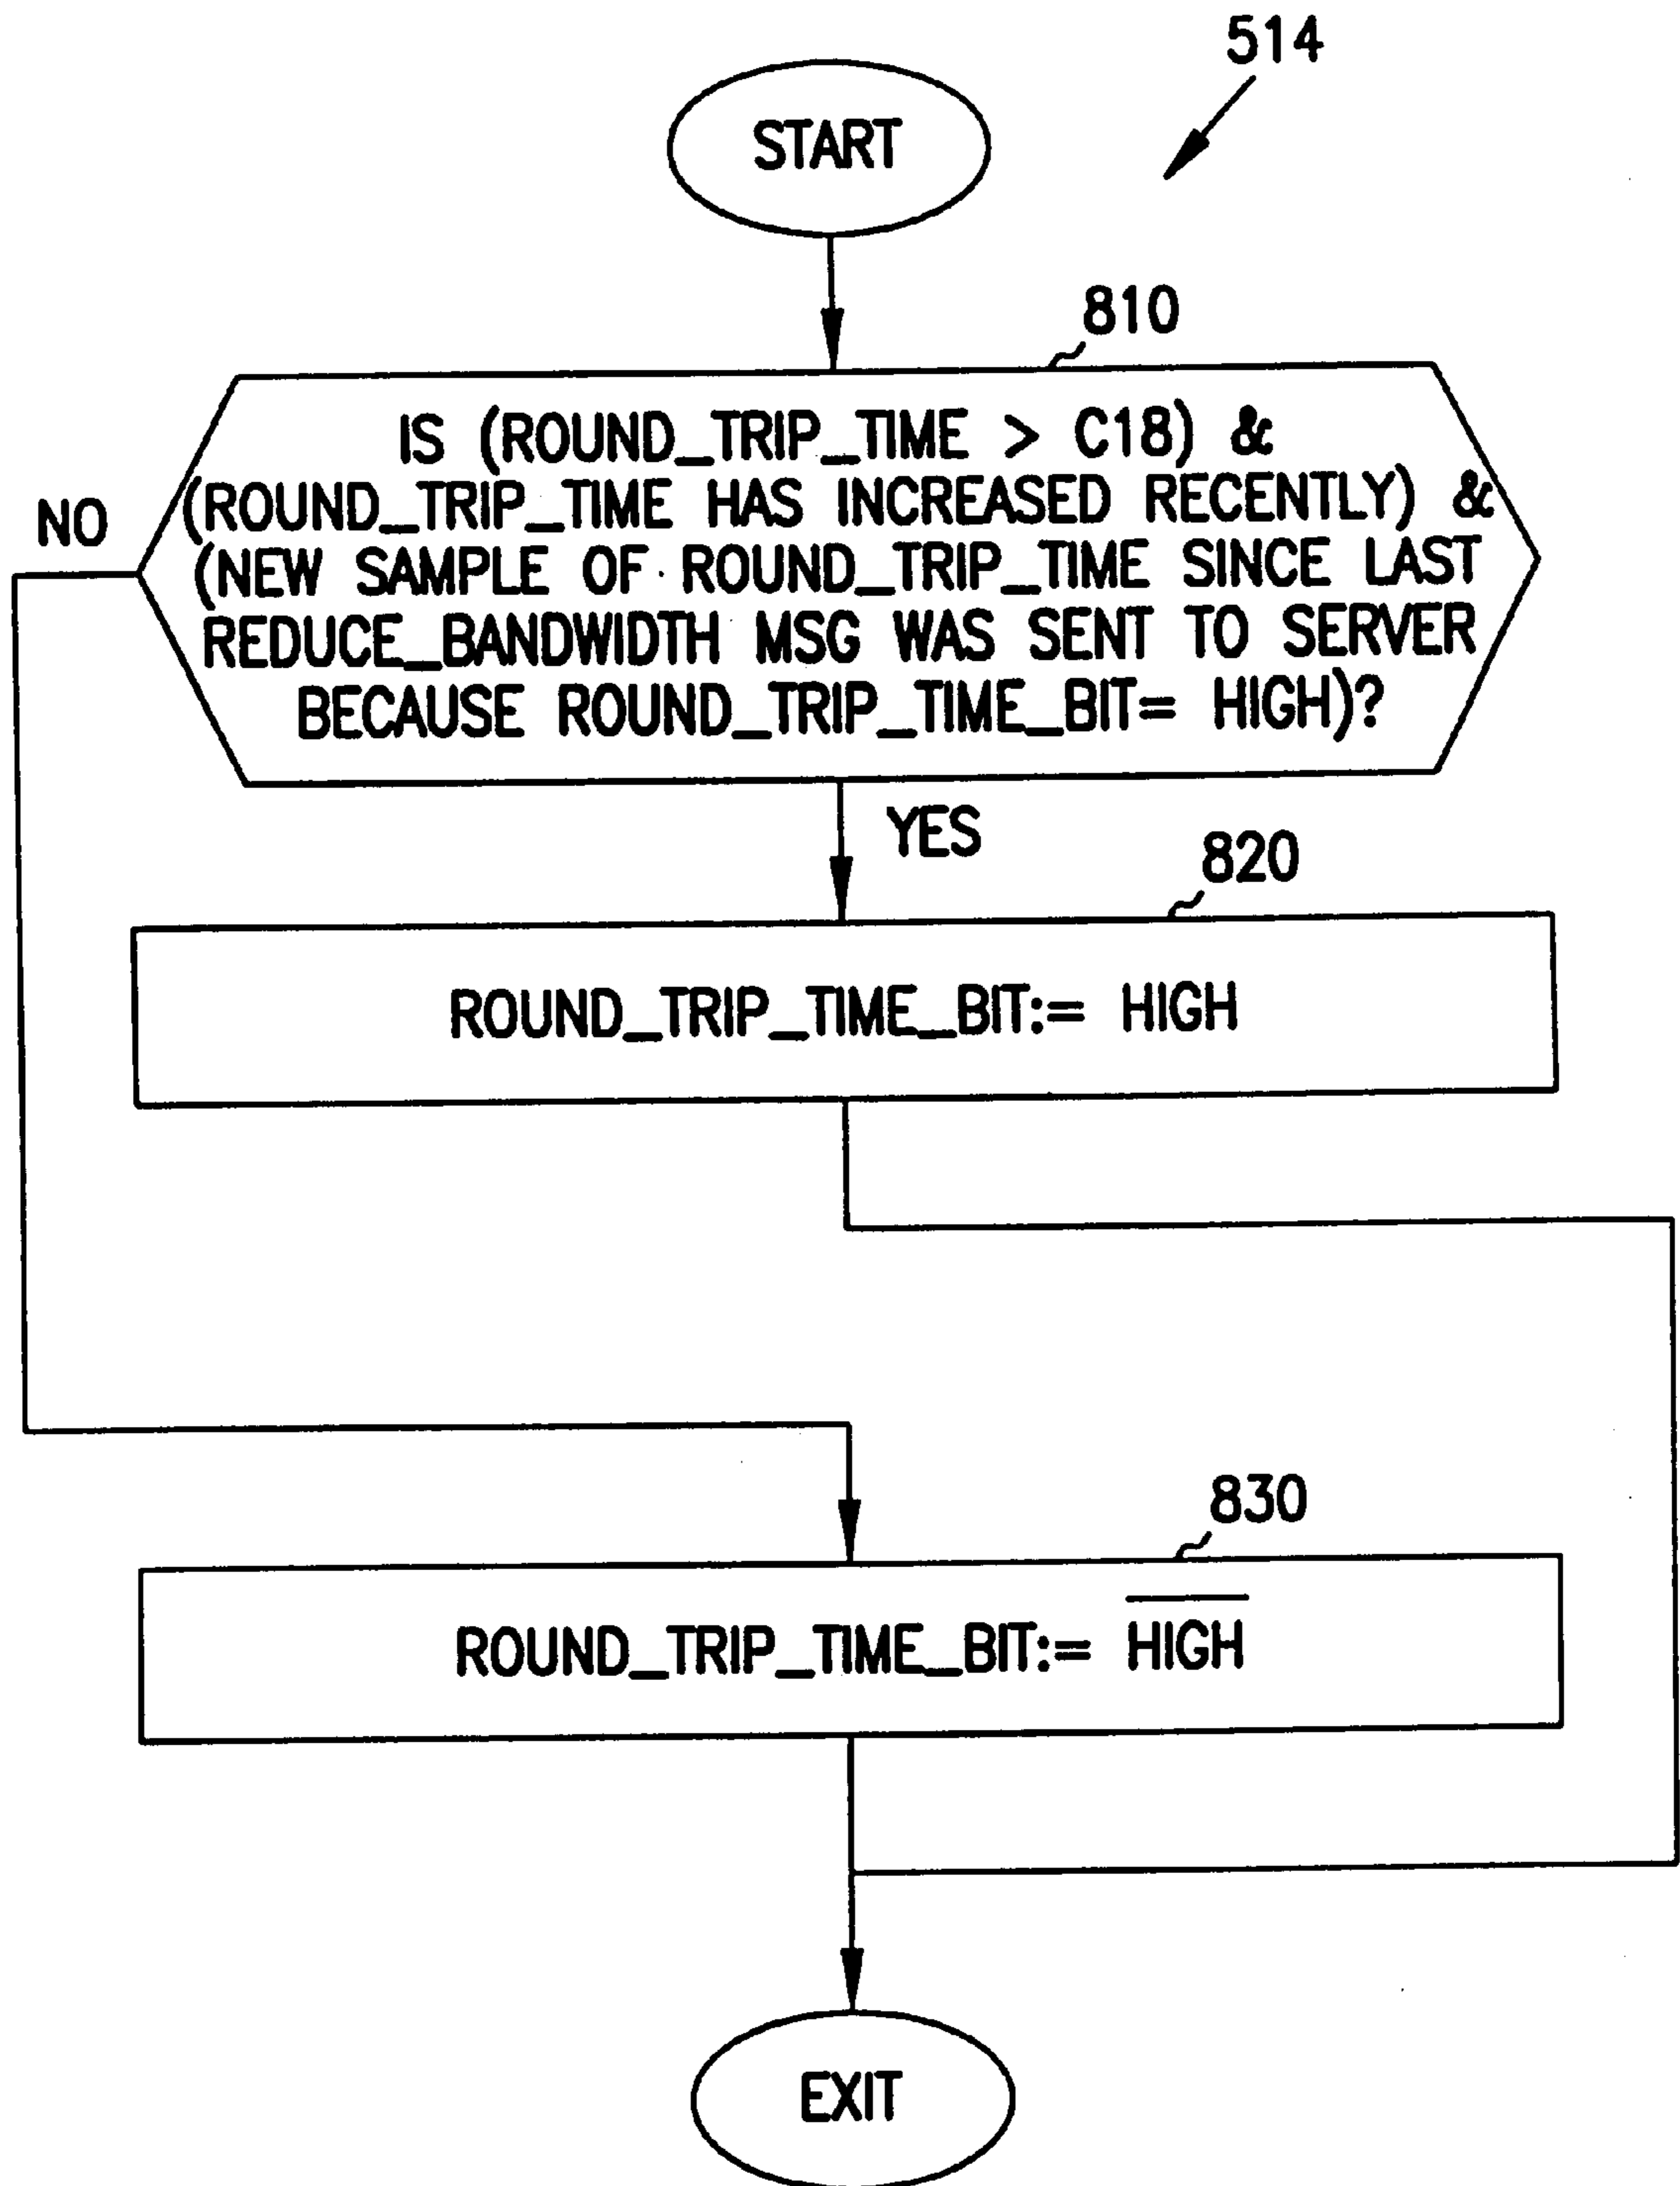 514
START
810
IS (ROUND_TRIP_TIME > C18) &
(ROUND_TRIP_TIME HAS INCREASED RECENTLY) &
(NEW SAMPLE OF ROUND_TRIP_TIME SINCE LAST
REDUCE_BANDWIDTH MSG WAS SENT TO SERVER
BECAUSE ROUND_TRIP_TIME_BIT= HIGH)?
NO
YES
820
ROUND_TRIP_TIME_BIT:= HIGH
830
ROUND_TRIP_TIME_BIT:= H̅I̅G̅H̅
EXIT